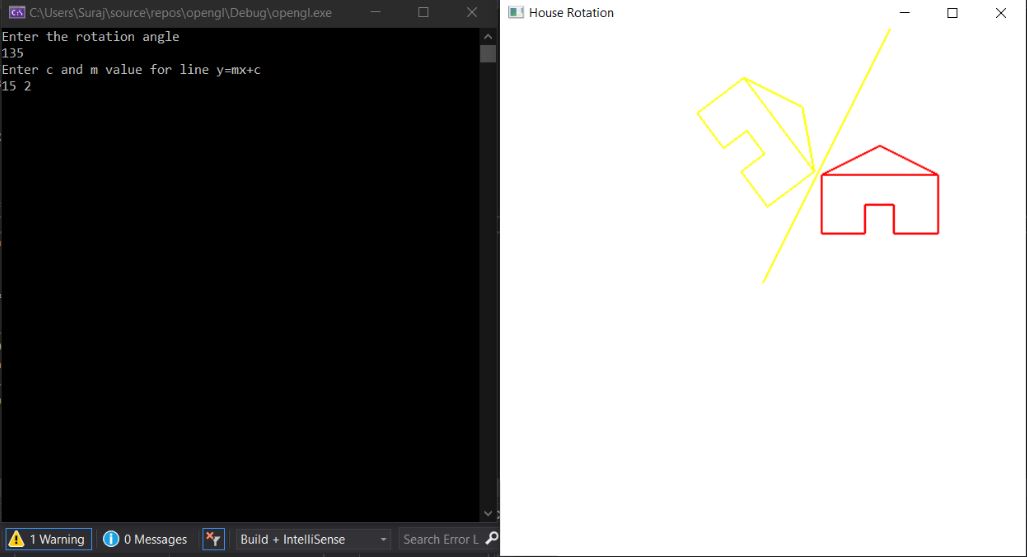 C:\Users\Suraj\source\repos\opengl\Debug\opengl.exe
Enter the rotation angle
135
Enter c and m value for line y=mx+c
15 2
House Rotation
1 Warning
0 Messages
Build + IntelliSense
Search Error L